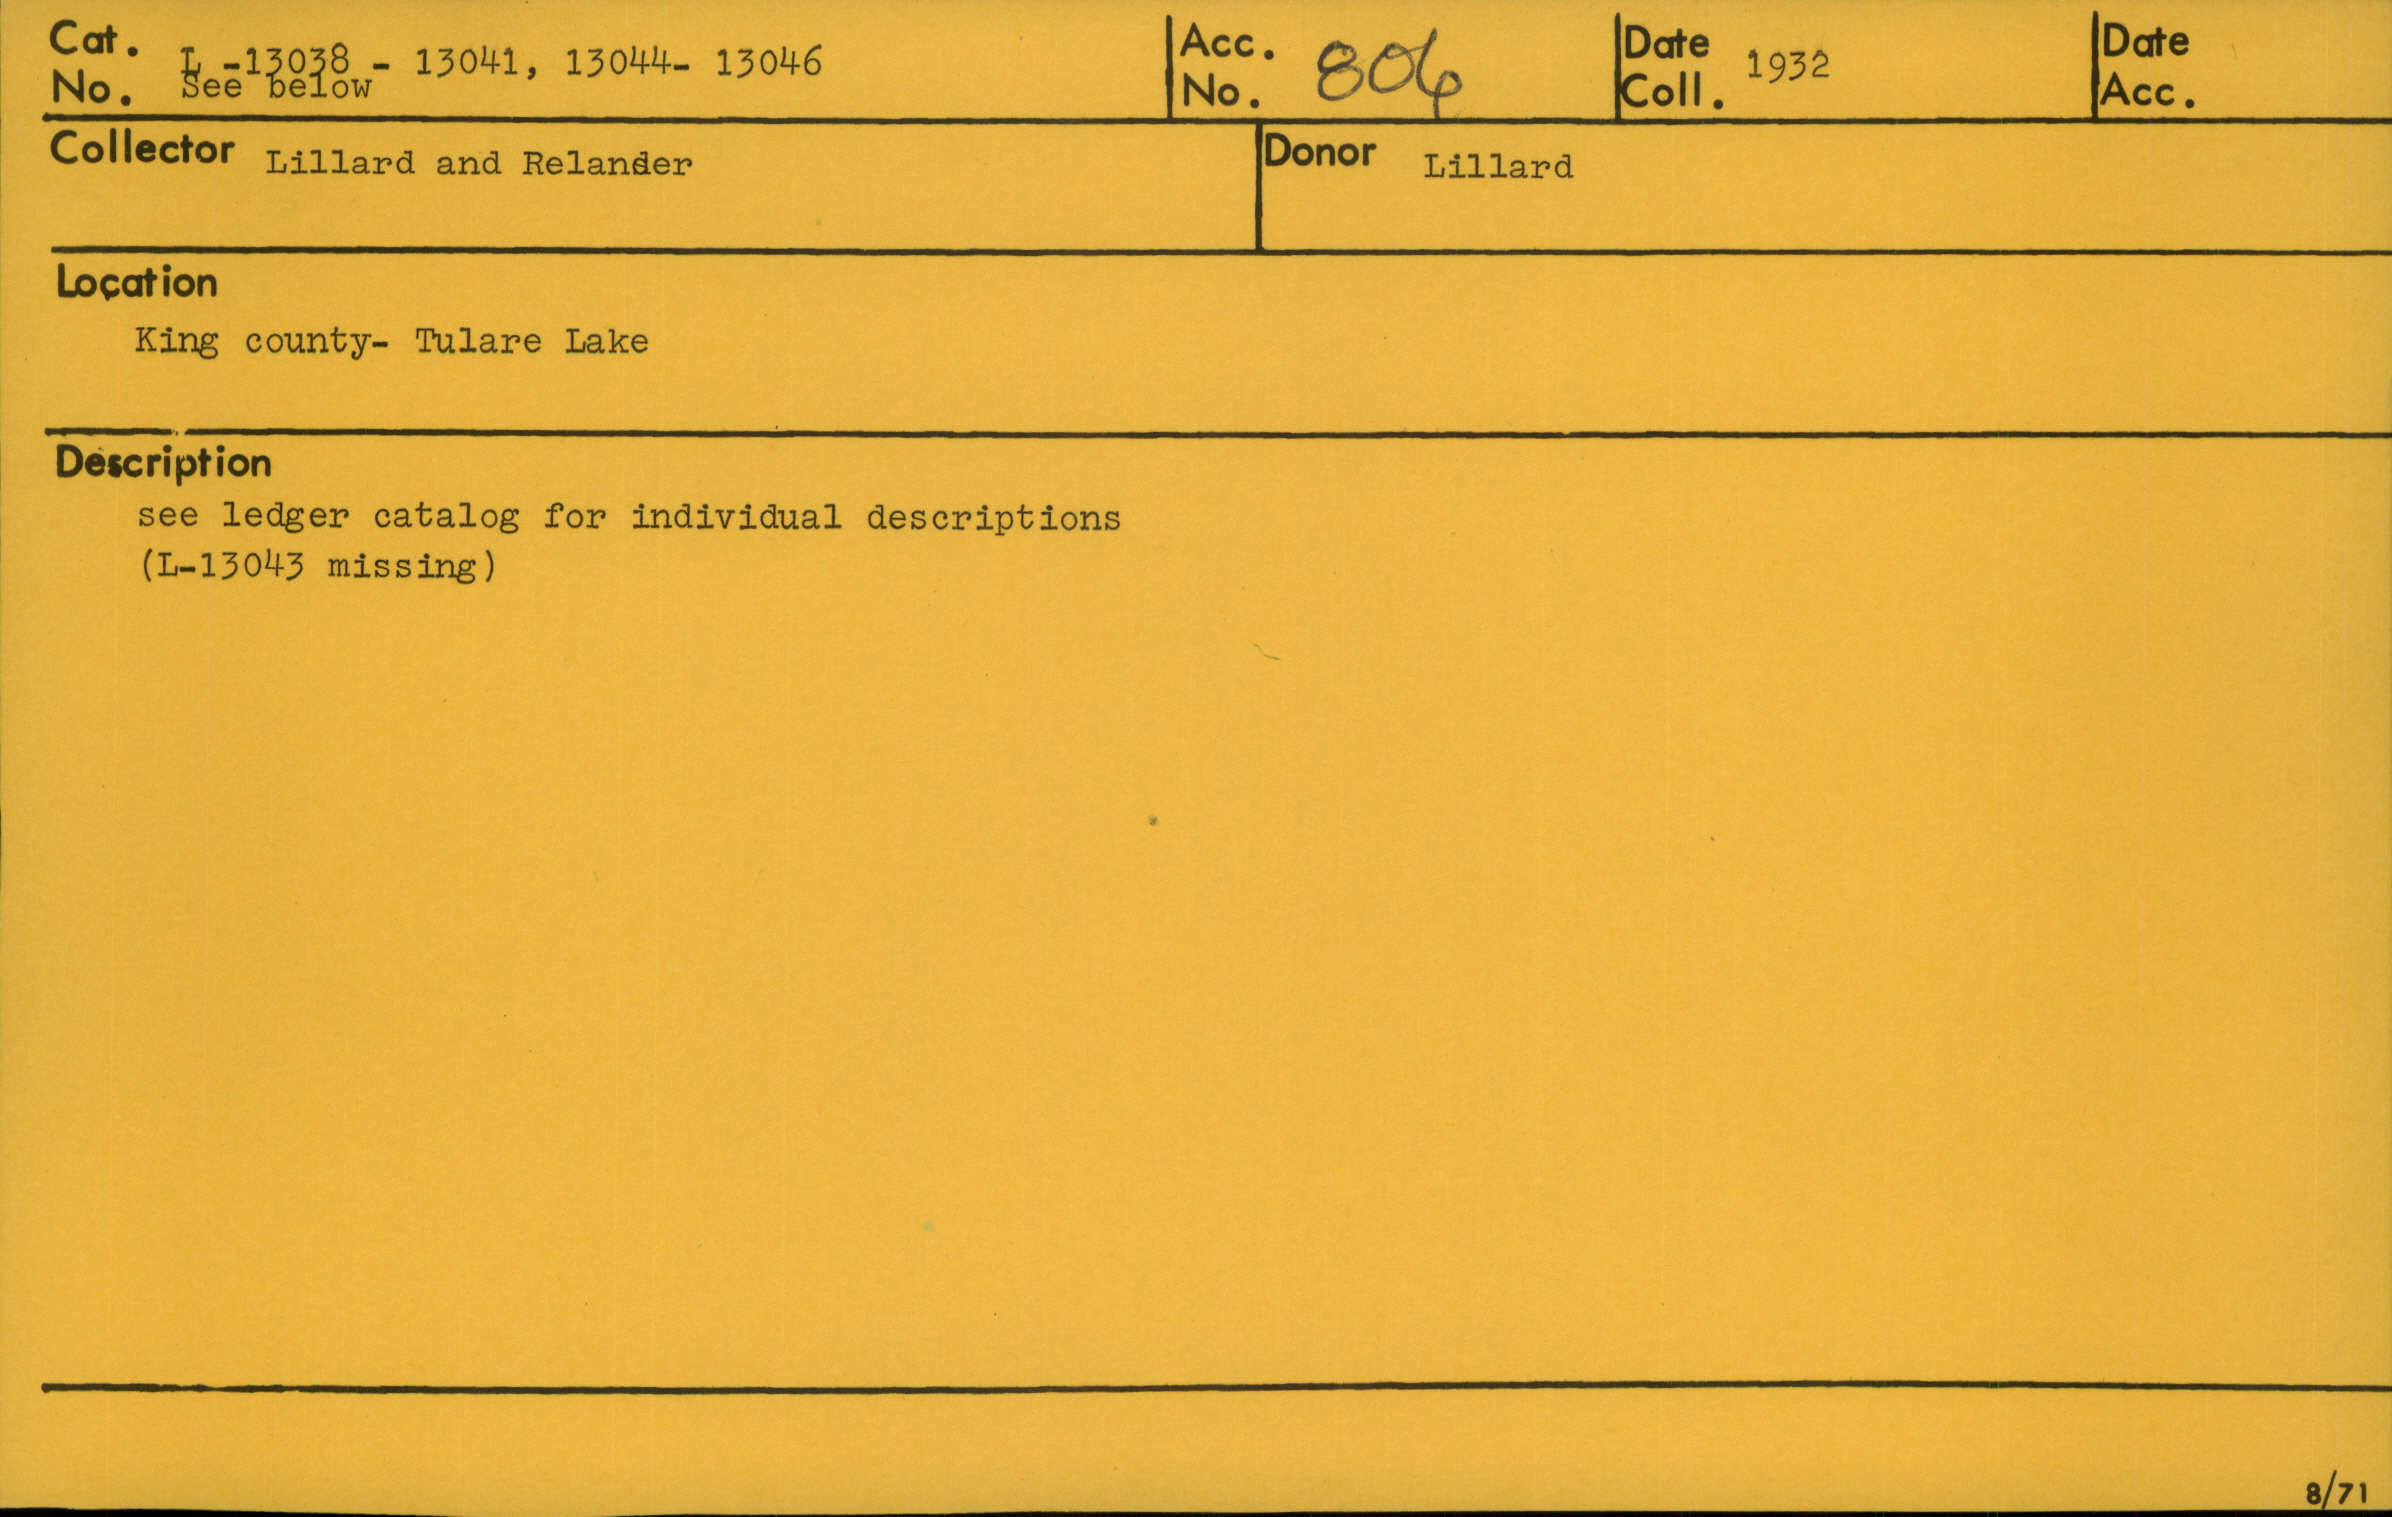 Cat. No. L -13038 - 13041, 13044- 13046
See below
Acc. No. 806
Date Coll. 1932
Date Acc.
Collector Lillard and Relander
Donor Lillard
Location
King county- Tulare Lake
Description
see ledger catalog for individual descriptions
(L-13043 missing)
8/71